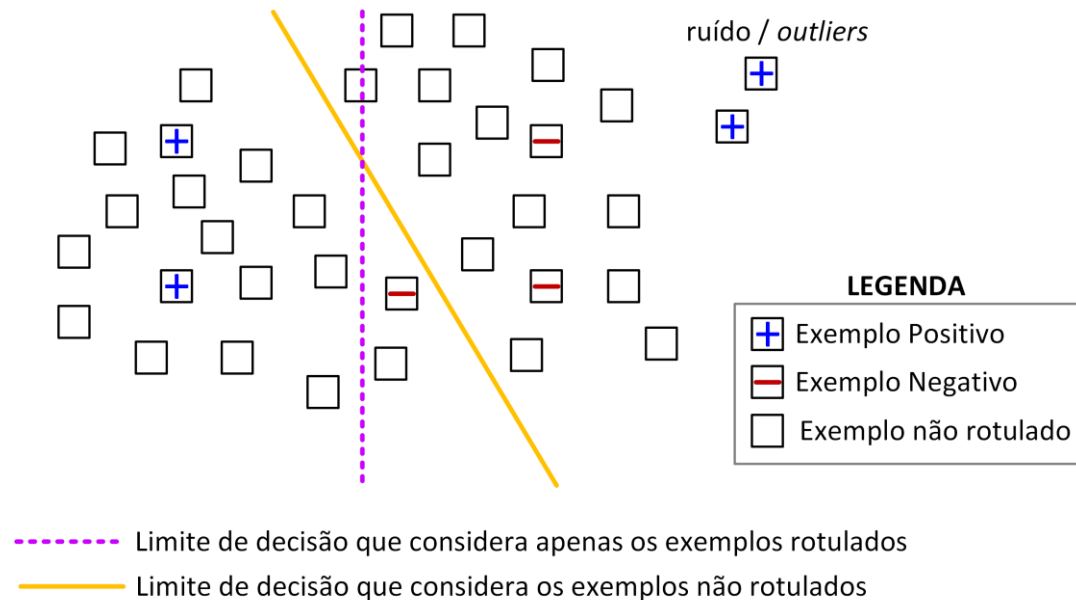 ruído / outliers
LEGENDA
Exemplo Positivo
Exemplo Negativo
Exemplo não rotulado
Limite de decisão que considera apenas os exemplos rotulados
Limite de decisão que considera os exemplos não rotulados